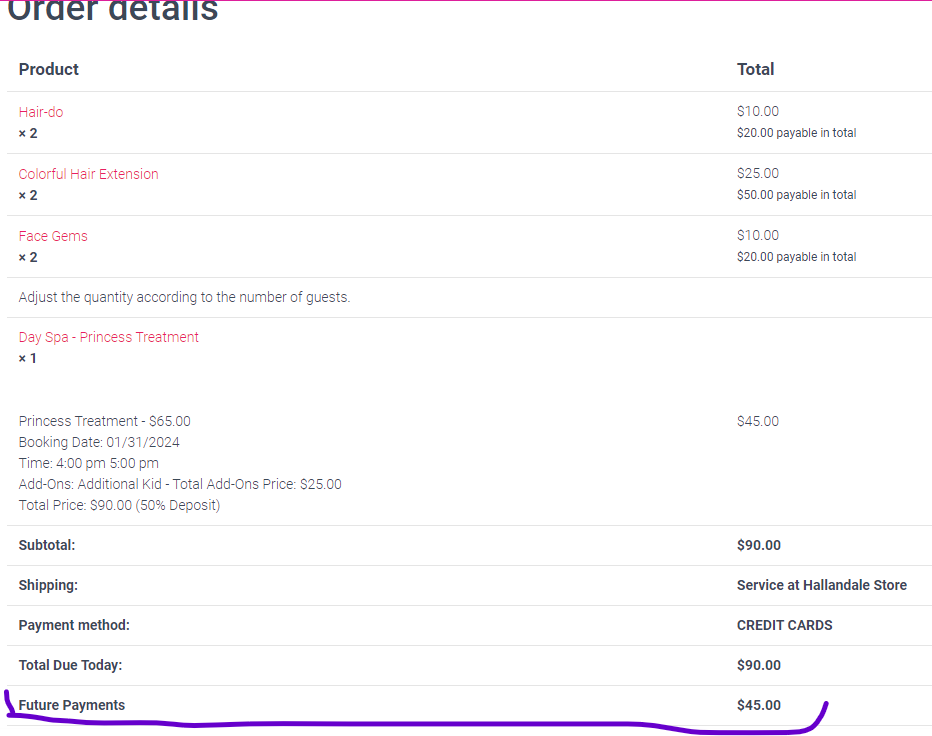 Order details
Product Total
Hair-do $10.00
× 2 $20.00 payable in total
Colorful Hair Extension $25.00
× 2 $50.00 payable in total
Face Gems $10.00
× 2 $20.00 payable in total
Adjust the quantity according to the number of guests.
Day Spa - Princess Treatment
× 1
Princess Treatment - $65.00 $45.00
Booking Date: 01/31/2024
Time: 4:00 pm 5:00 pm
Add-Ons: Additional Kid - Total Add-Ons Price: $25.00
Total Price: $90.00 (50% Deposit)
Subtotal: $90.00
Shipping: Service at Hallandale Store
Payment method: CREDIT CARDS
Total Due Today: $90.00
Future Payments $45.00